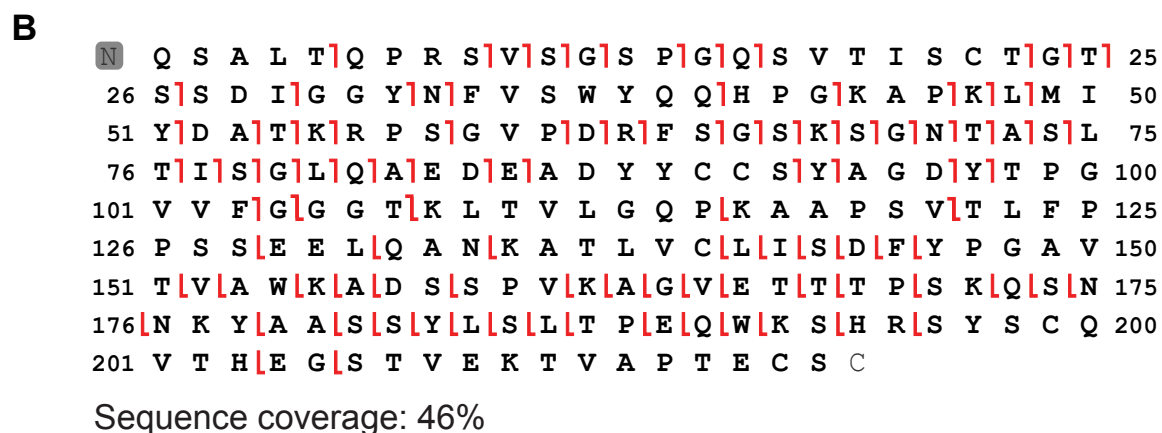 B
N Q S A L T Q P R S V S G S P G Q S V T I S C T G T 25
26 S S D I G G Y N F V S W Y Q Q H P G K A P K L M I 50
51 Y D A T K R P S G V P D R F S G S K S G N T A S L 75
76 T I S G L Q A E D E A D Y Y C C S Y A G D Y T P G 100
101 V V F G G G T K L T V L G Q P K A A P S V T L F P 125
126 P S S E E L Q A N K A T L V C L I S D F Y P G A V 150
151 T V A W K A D S S P V K A G V E T T T P S K Q S N 175
176 N K Y A A S S Y L S L T P E Q W K S H R S Y S C Q 200
201 V T H E G S T V E K T V A P T E C S C
Sequence coverage: 46%